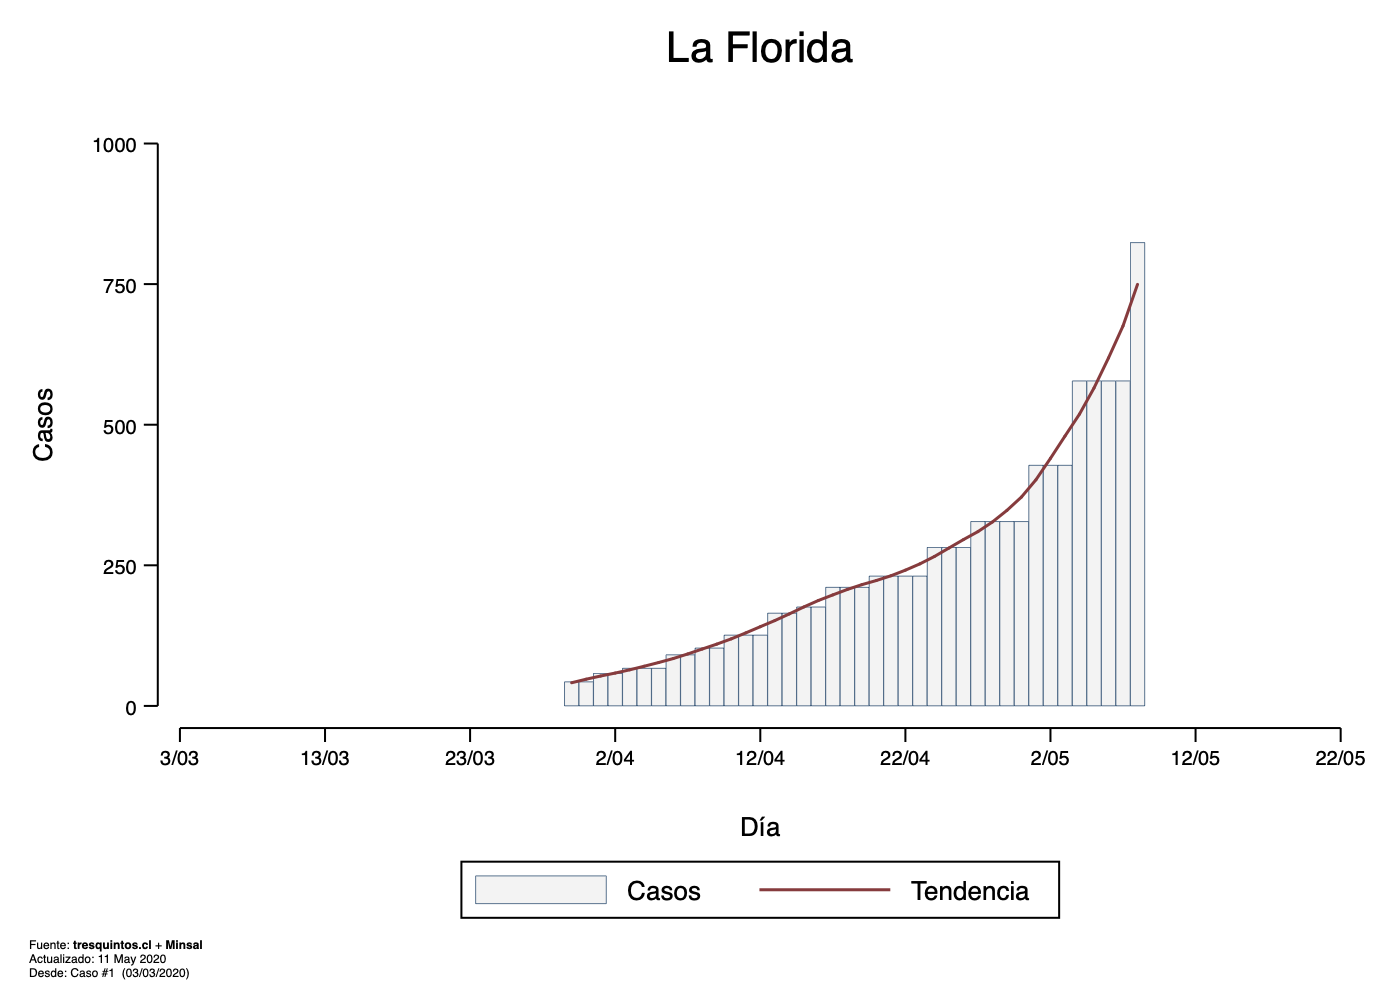 La Florida
1000
750
500
250
0
Casos
3/03 13/03 23/03 2/04 12/04 22/04 2/05 12/05 22/05
Día
Casos Tendencia
Fuente: tresquintos.cl + Minsal
Actualizado: 11 May 2020
Desde: Caso #1 (03/03/2020)